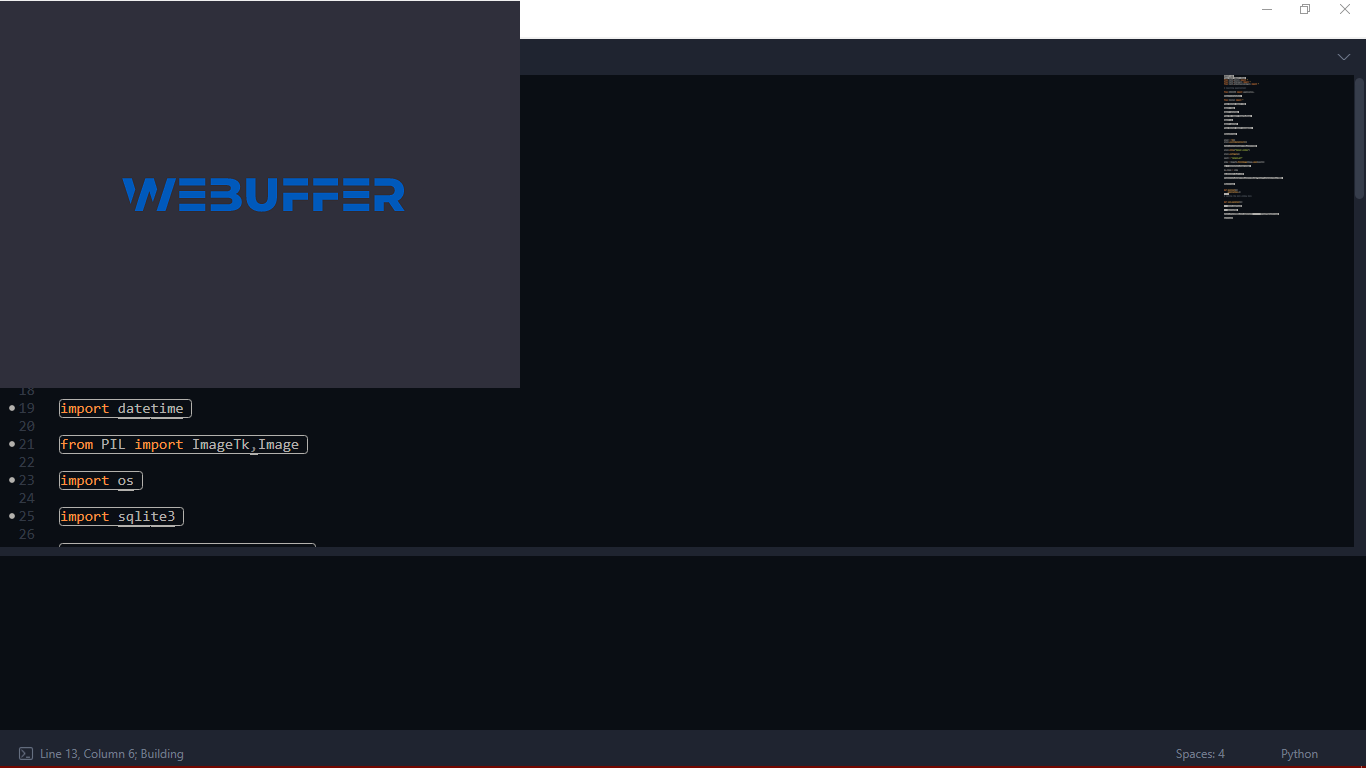 WEBUFFER
18
19 import datetime
20
21 from PIL import ImageTk,Image
22
23 import os
24
25 import sqlite3
26
Line 13, Column 6; Building Spaces: 4 Python